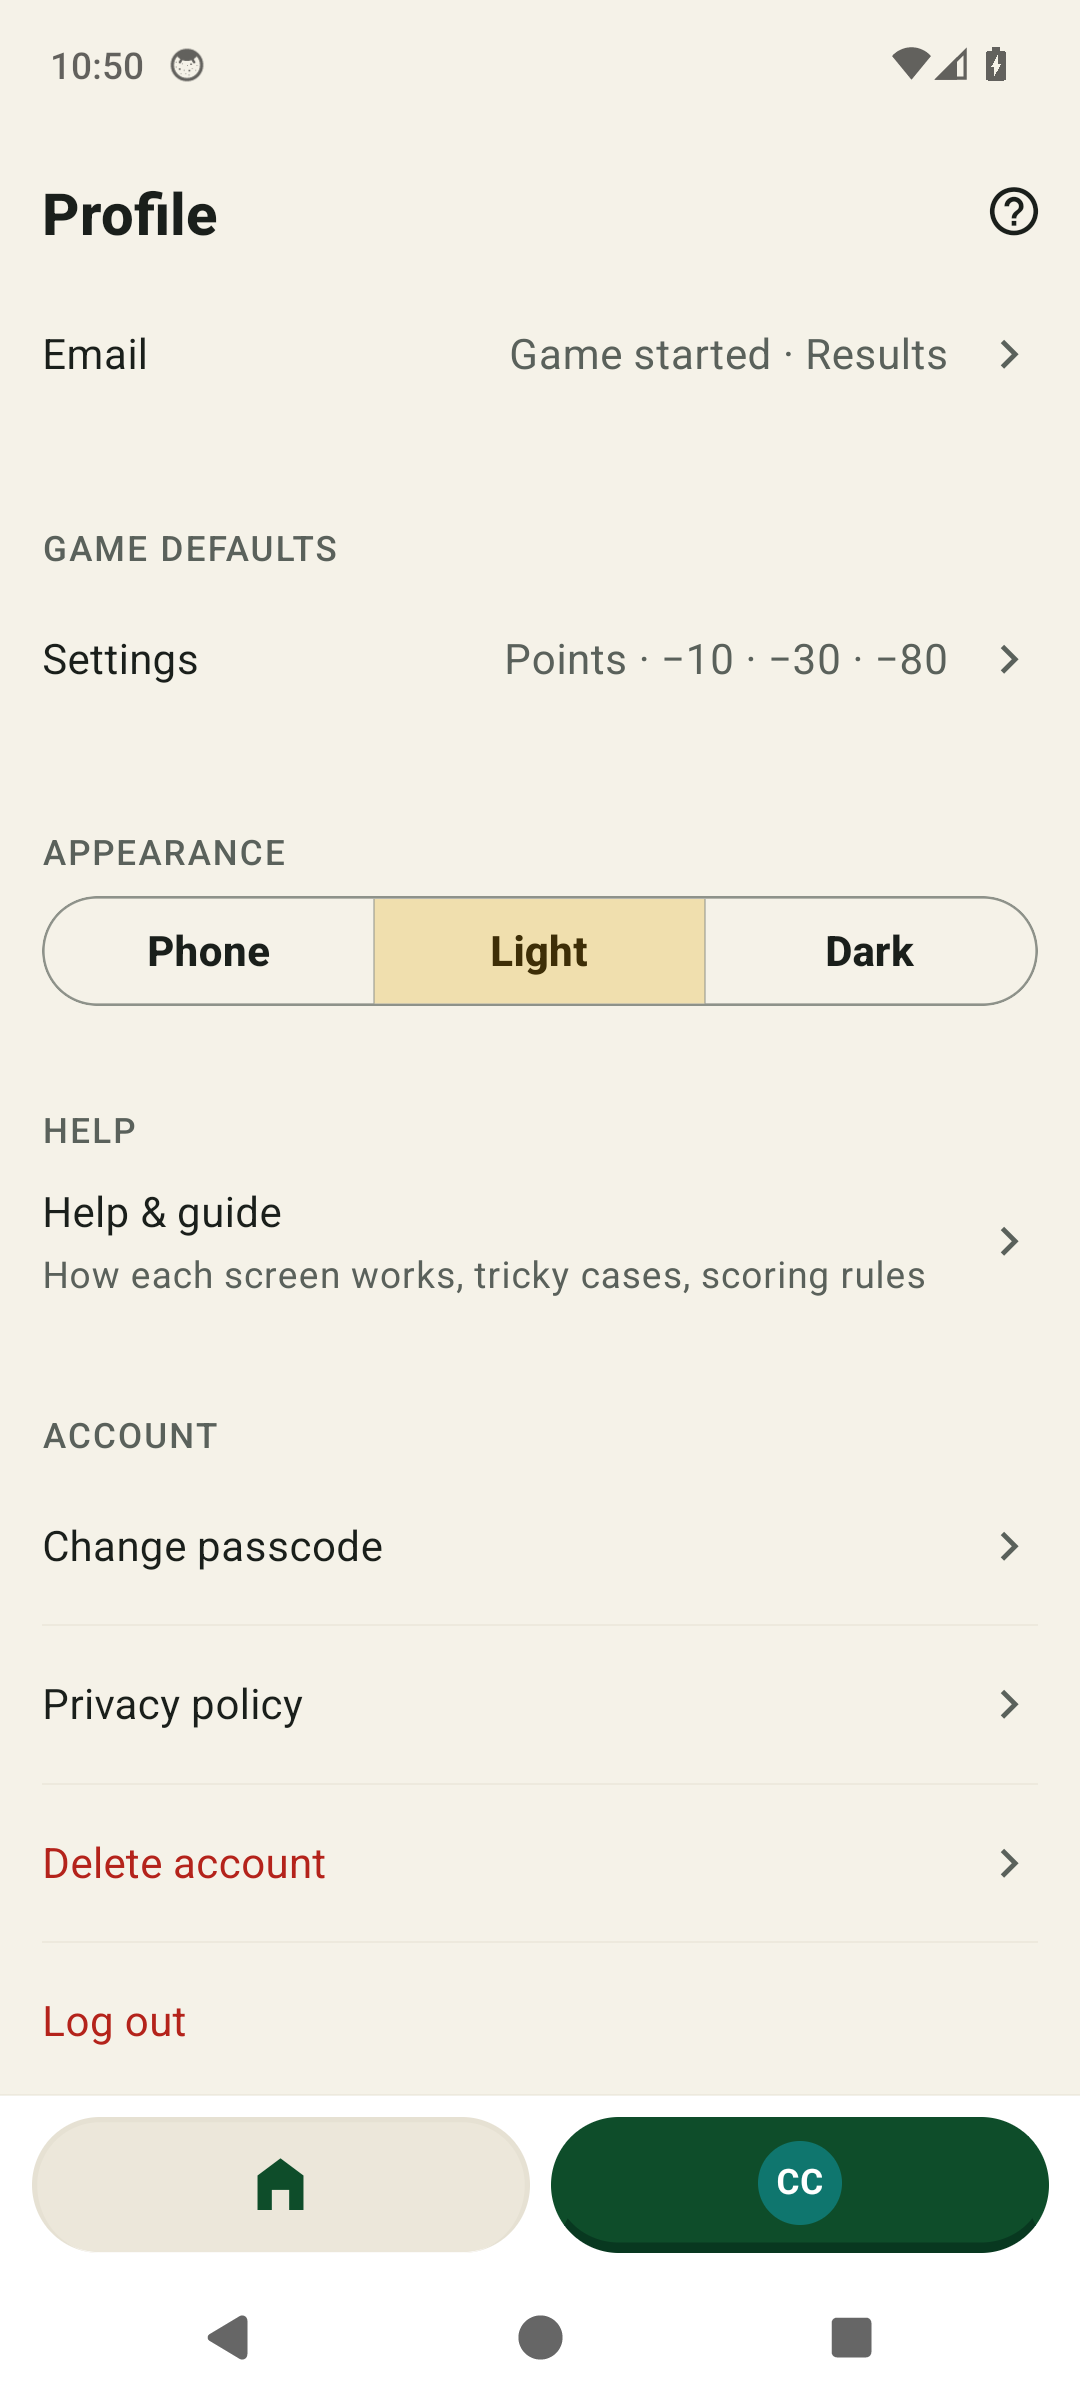 10:50
Profile
Email Game started · Results
GAME DEFAULTS
Settings Points · −10 · −30 · −80
APPEARANCE
Phone Light Dark
HELP
Help & guide
How each screen works, tricky cases, scoring rules
ACCOUNT
Change passcode
Privacy policy
Delete account
Log out
CC